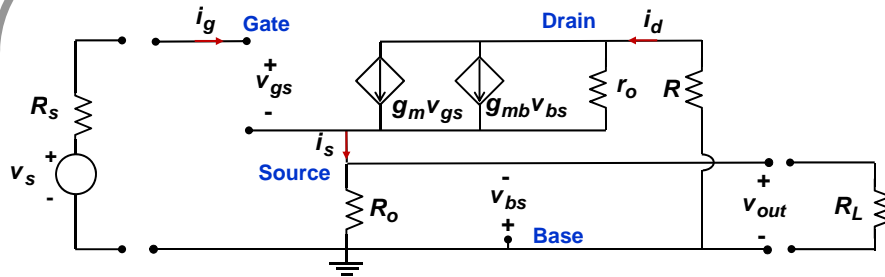 i_g Gate Drain i_d
+
v_gs
-
g_m v_gs g_mb v_bs r_o R
R_s
+
v_s
-
i_s
Source
R_o
-
v_bs
+
Base
+
v_out
-
R_L